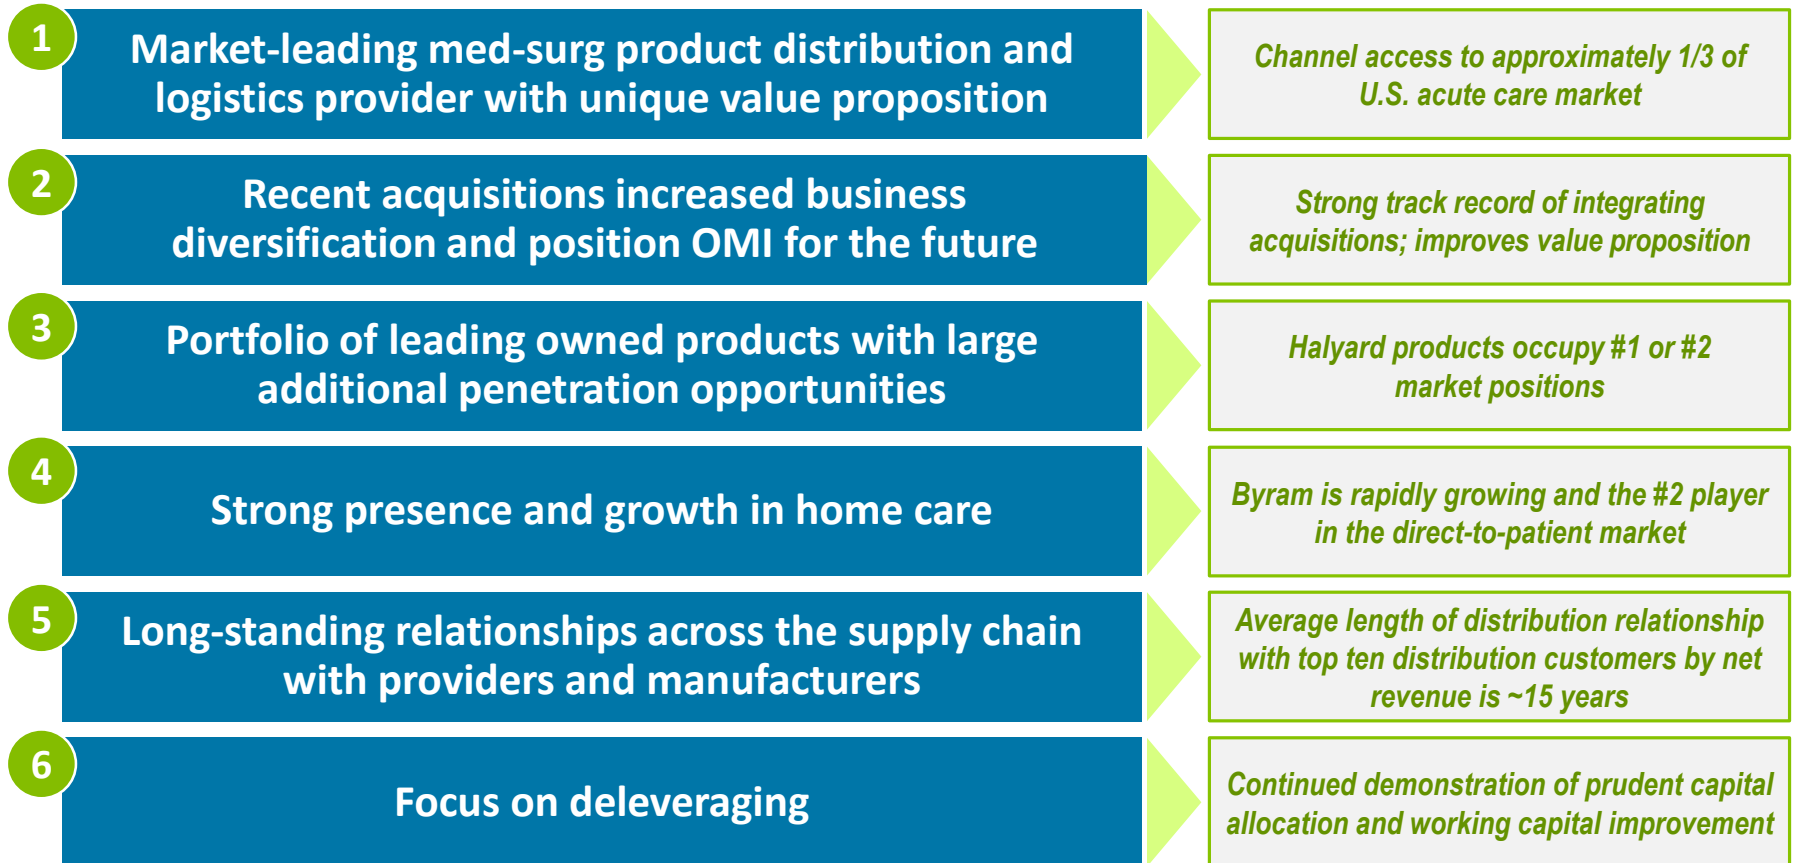 1
Market-leading med-surg product distribution and
logistics provider with unique value proposition
Channel access to approximately 1/3 of
U.S. acute care market
2
Recent acquisitions increased business
diversification and position OMI for the future
Strong track record of integrating
acquisitions; improves value proposition
3
Portfolio of leading owned products with large
additional penetration opportunities
Halyard products occupy #1 or #2
market positions
4
Strong presence and growth in home care
Byram is rapidly growing and the #2 player
in the direct-to-patient market
5
Long-standing relationships across the supply chain
with providers and manufacturers
Average length of distribution relationship
with top ten distribution customers by net
revenue is ~15 years
6
Focus on deleveraging
Continued demonstration of prudent capital
allocation and working capital improvement